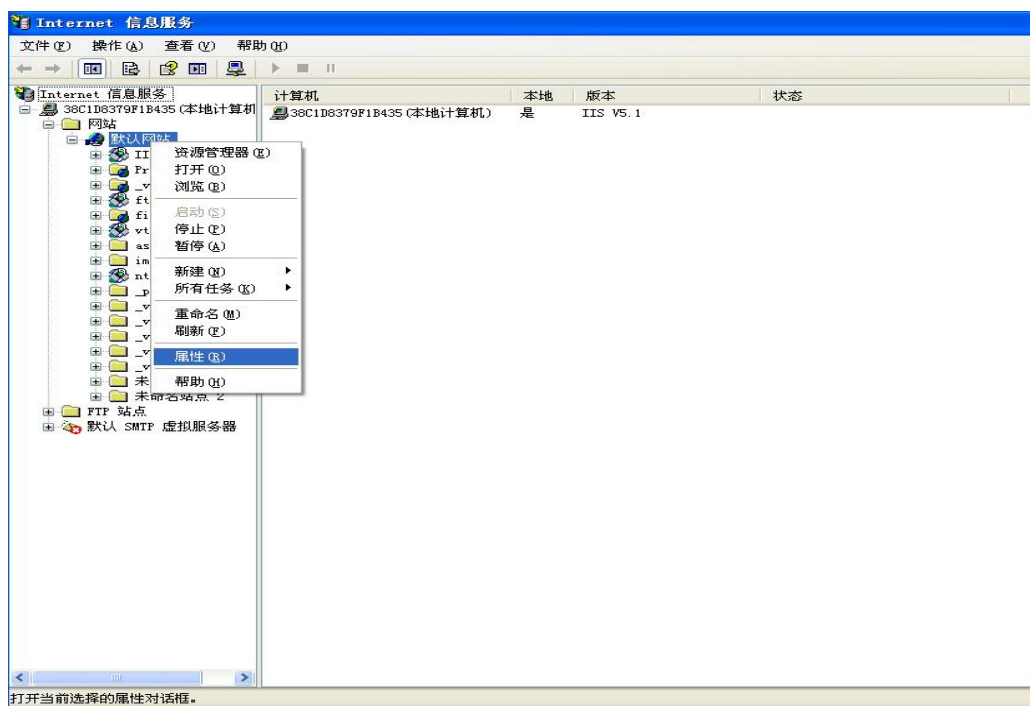 Internet 信息服务
文件(F) 操作(A) 查看(V) 帮助(H)
Internet 信息服务
38C1D8379F1B435(本地计算机
网站
默认网站
II
Pr
_v
ft
fi
vt
as
im
nt
_p
_v
_v
_v
_v
_v
未
未命名站点 2
FTP 站点
默认 SMTP 虚拟服务器
资源管理器(E)
打开(O)
浏览(B)
启动(S)
停止(P)
暂停(A)
新建(N)
所有任务(K)
重命名(M)
刷新(F)
属性(R)
帮助(H)
计算机 本地 版本 状态
38C1D8379F1B435(本地计算机) 是 IIS V5.1
打开当前选择的属性对话框。